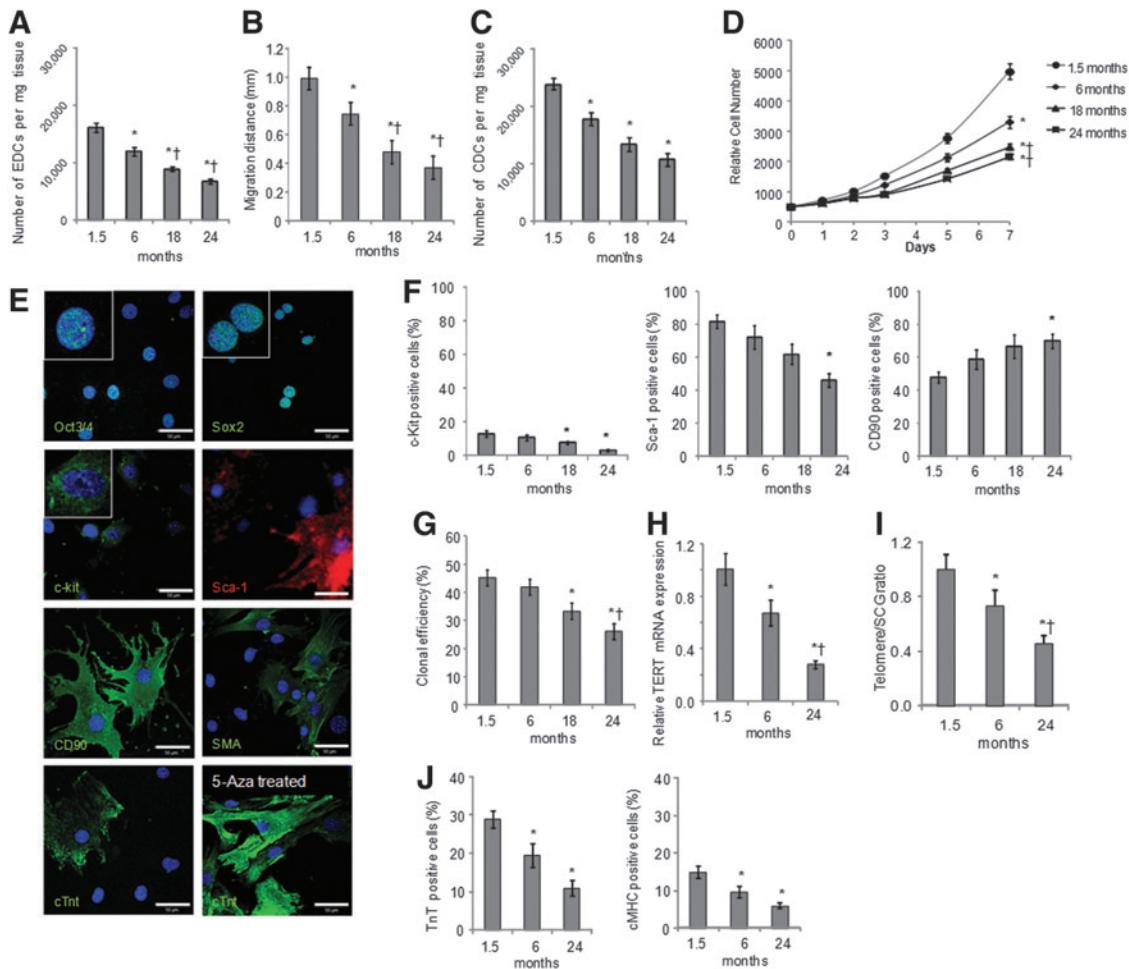 A
Number of EDCs per mg tissue
30,000
20,000
10,000
0
*
*†
*†
1.5 6 18 24
months
B
Migration distance (mm)
1.2
1.0
0.8
0.6
0.4
0.2
0
*
*†
*†
1.5 6 18 24
months
C
Number of CDCs per mg tissue
30,000
20,000
10,000
0
*
*
*
1.5 6 18 24
months
D
Relative Cell Number
6000
5000
4000
3000
2000
1000
0
*
*†
*†
0 1 2 3 5 7
Days
1.5 months
6 months
18 months
24 months
E
Oct3/4
Sox2
c-kit
Sca-1
CD90
SMA
cTnt
5-Aza treated
cTnt
F
c-Kit positive cells (%)
100
80
60
40
20
0
*
*
1.5 6 18 24
months
Sca-1 positive cells (%)
100
80
60
40
20
0
*
1.5 6 18 24
months
CD90 positive cells (%)
100
80
60
40
20
0
*
1.5 6 18 24
months
G
Clonal efficiency (%)
60
50
40
30
20
10
0
*
*†
1.5 6 18 24
months
H
Relative TERT mRNA expression
1.2
0.8
0.4
0.0
*
*†
1.5 6 24
months
I
Telomere/SCG ratio
1.2
0.8
0.4
0.0
*
*†
1.5 6 24
months
J
TnT positive cells (%)
40
30
20
10
0
*
*
1.5 6 24
months
cMHC positive cells (%)
40
30
20
10
0
*
*
1.5 6 24
months